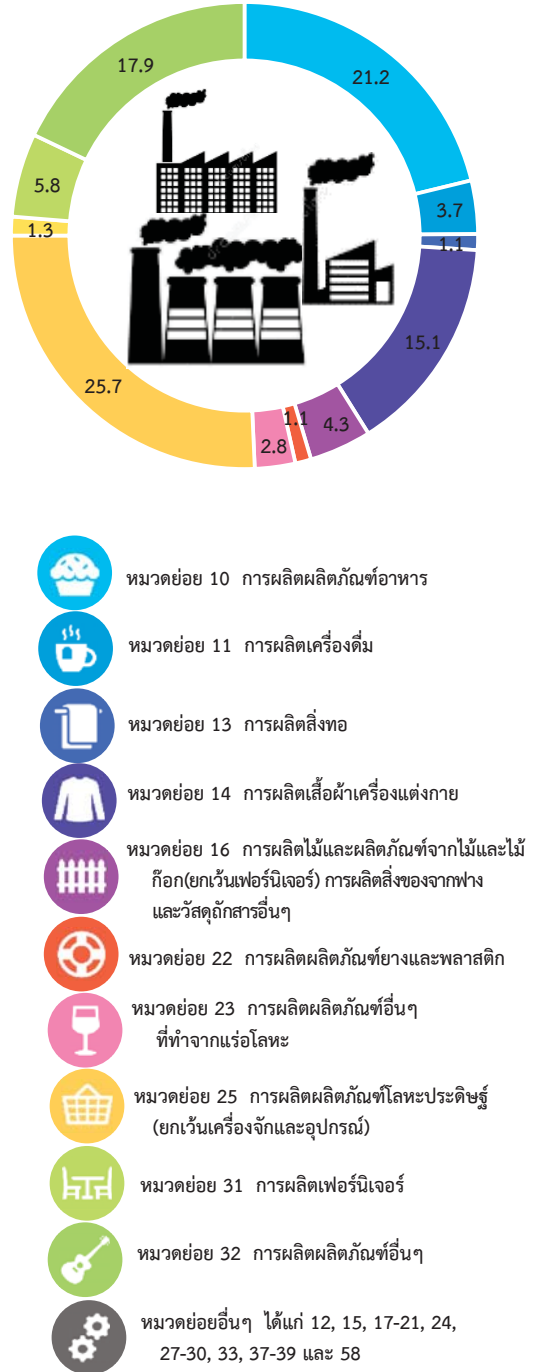 17.9
21.2
5.8
3.7
1.3
1.1
15.1
25.7
1.1
4.3
2.8
หมวดย่อย 10 การผลิตผลิตภัณฑ์อาหาร
หมวดย่อย 11 การผลิตเครื่องดื่ม
หมวดย่อย 13 การผลิตสิ่งทอ
หมวดย่อย 14 การผลิตเสื้อผ้าเครื่องแต่งกาย
หมวดย่อย 16 การผลิตไม้และผลิตภัณฑ์จากไม้และไม้
ก๊อก(ยกเว้นเฟอร์นิเจอร์) การผลิตสิ่งของจากฟาง
และวัสดุถักสารอื่นๆ
หมวดย่อย 22 การผลิตผลิตภัณฑ์ยางและพลาสติก
หมวดย่อย 23 การผลิตผลิตภัณฑ์อื่นๆ
ที่ทำจากแร่อโลหะ
หมวดย่อย 25 การผลิตผลิตภัณฑ์โลหะประดิษฐ์
(ยกเว้นเครื่องจักและอุปกรณ์)
หมวดย่อย 31 การผลิตเฟอร์นิเจอร์
หมวดย่อย 32 การผลิตผลิตภัณฑ์อื่นๆ
หมวดย่อยอื่นๆ ได้แก่ 12, 15, 17-21, 24,
27-30, 33, 37-39 และ 58